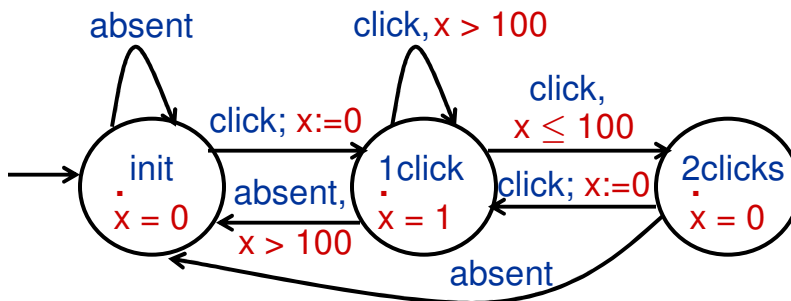 absent
click, x > 100
click; x:=0
click,
x ≤ 100
init
ẋ = 0
absent,
x > 100
1click
ẋ = 1
click; x:=0
2clicks
ẋ = 0
absent